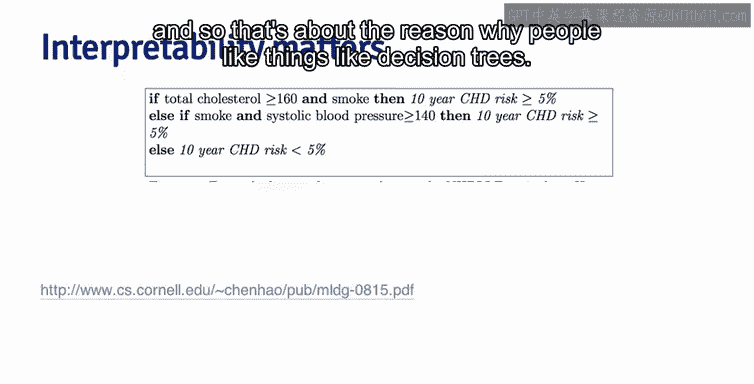 and so that's about the reason why people
like things like decision trees.
Interpretability matters
if total cholesterol ≥160 and smoke then 10 year CHD risk ≥ 5%
else if smoke and systolic blood pressure≥140 then 10 year CHD risk ≥
5%
else 10 year CHD risk < 5%
http://www.cs.cornell.edu/~chenhao/pub/mldg-0815.pdf